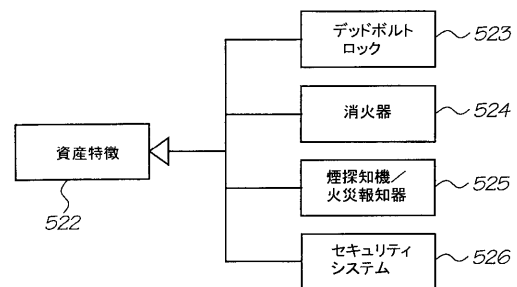 デッドボルト
ロック
523
消火器
524
資産特徴
522
煙探知機／
火災報知器
525
セキュリティ
システム
526